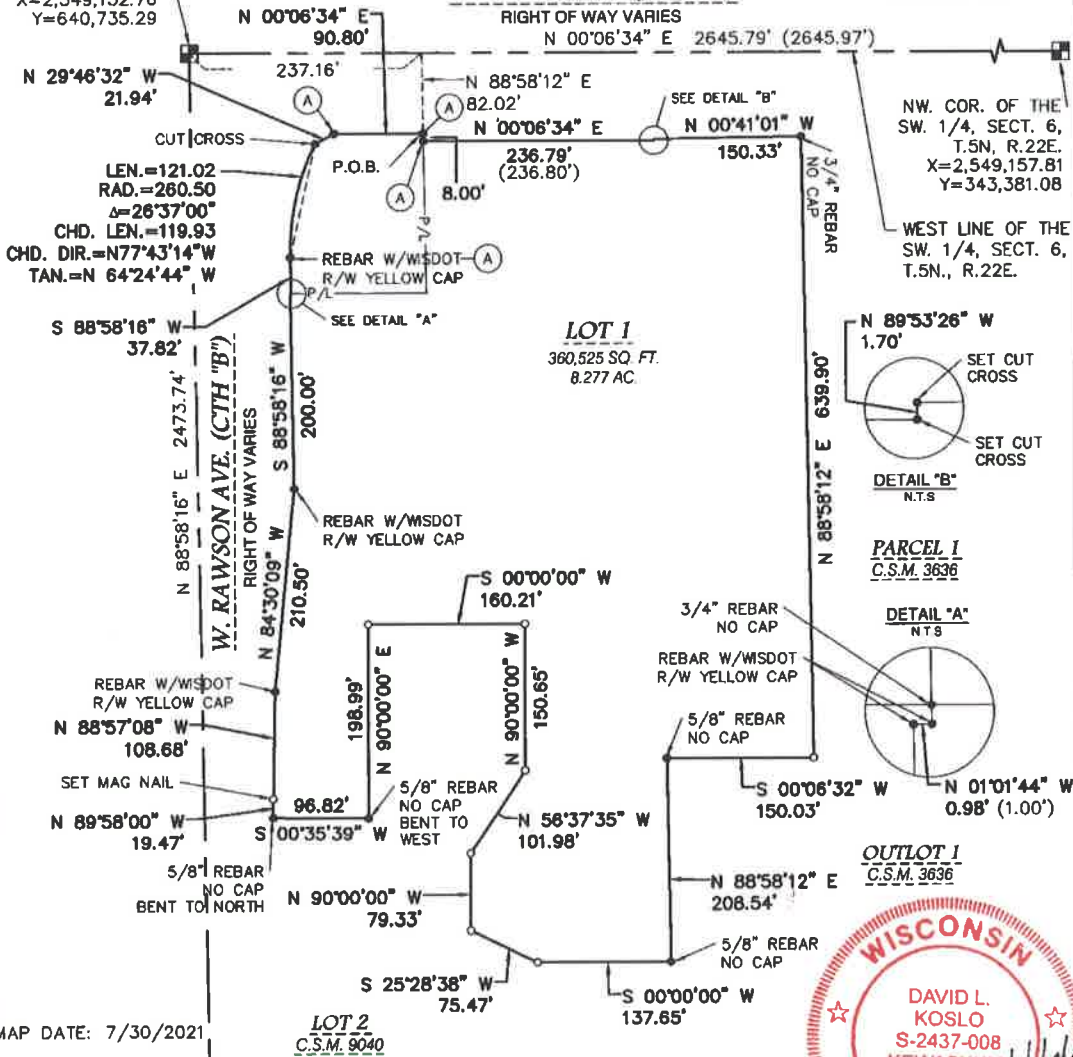 Y=640,735.29
N 00°06'34" E
90.80'
RIGHT OF WAY VARIES
N 00°06'34" E 2645.79' (2645.97')
N 29°46'32" W
21.94'
237.16'
N 88°58'12" E
82.02'
A
A
A
SEE DETAIL "B"
CUT CROSS
P.O.B.
N 00°06'34" E
236.79'
(236.80')
N 00°41'01" W
150.33'
8.00'
3/4" REBAR
NO CAP
NW. COR. OF THE
SW. 1/4, SECT. 6,
T.5N, R.22E.
X=2,549,157.81
Y=343,381.08
WEST LINE OF THE
SW. 1/4, SECT. 6,
T.5N., R.22E.
LEN.=121.02
RAD.=260.50
Δ=26°37'00"
CHD. LEN.=119.93
CHD. DIR.=N77°43'14"W
TAN.=N 64°24'44" W
P/L
REBAR W/WISDOT
R/W YELLOW CAP
A
P/L
SEE DETAIL "A"
S 88°58'16" W
37.82'
LOT 1
360,525 SQ. FT.
8.277 AC.
N 89°53'26" W
1.70'
SET CUT
CROSS
SET CUT
CROSS
DETAIL "B"
N.T.S
N 88°58'16" E 2473.74'
W. RAWSON AVE. (CTH "B")
RIGHT OF WAY VARIES
S 88°58'16" W
200.00'
N 88°58'12" E 639.90'
REBAR W/WISDOT
R/W YELLOW CAP
N 84°30'09" W
210.50'
PARCEL 1
C.S.M. 3636
S 00°00'00" W
160.21'
3/4" REBAR
NO CAP
DETAIL "A"
N T S
REBAR W/WISDOT
R/W YELLOW CAP
REBAR W/WISDOT
R/W YELLOW CAP
198.99'
N 90°00'00" E
N 90°00'00" W
150.65'
N 88°57'08" W
108.68'
5/8" REBAR
NO CAP
SET MAG NAIL
S 00°06'32" W
150.03'
N 01°01'44" W
0.98' (1.00')
N 89°58'00" W
19.47'
96.82'
S 00°35'39" W
5/8" REBAR
NO CAP
BENT TO
WEST
N 56°37'35" W
101.98'
5/8" REBAR
NO CAP
BENT TO NORTH
N 90°00'00" W
79.33'
N 88°58'12" E
208.54'
OUTLOT 1
C.S.M. 3636
5/8" REBAR
NO CAP
S 25°28'38" W
75.47'
S 00°00'00" W
137.65'
WISCONSIN
DAVID L.
KOSLO
S-2437-008
MAP DATE: 7/30/2021
LOT 2
C.S.M. 9040